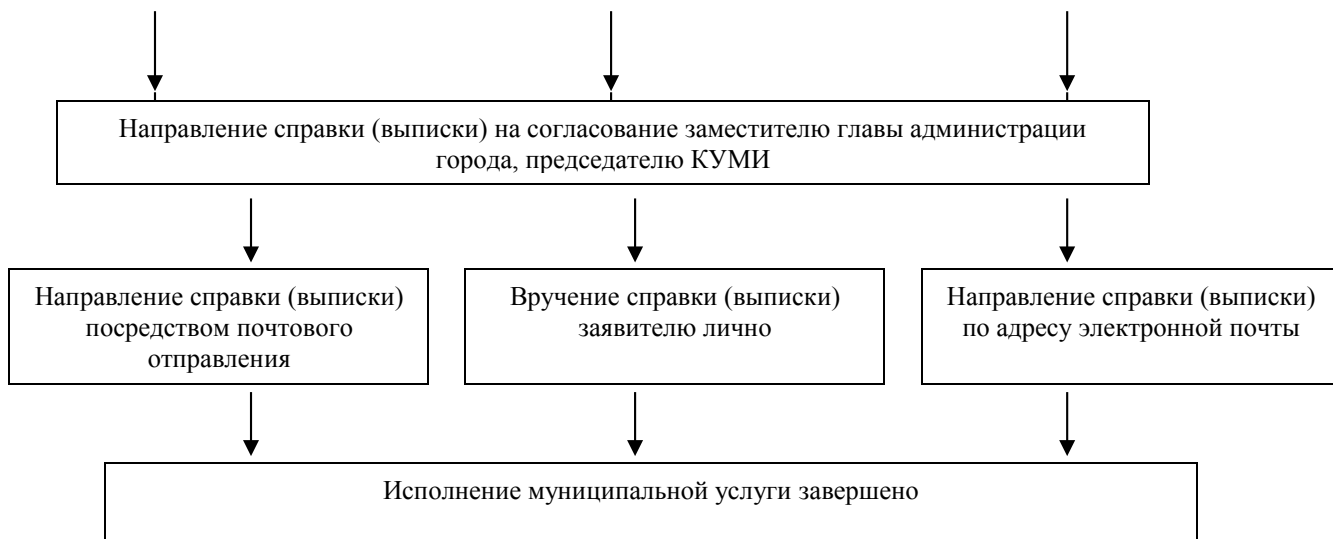 Направление справки (выписки) на согласование заместителю главы администрации
города, председателю КУМИ
Направление справки (выписки)
посредством почтового
отправления
Вручение справки (выписки)
заявителю лично
Направление справки (выписки)
по адресу электронной почты
Исполнение муниципальной услуги завершено